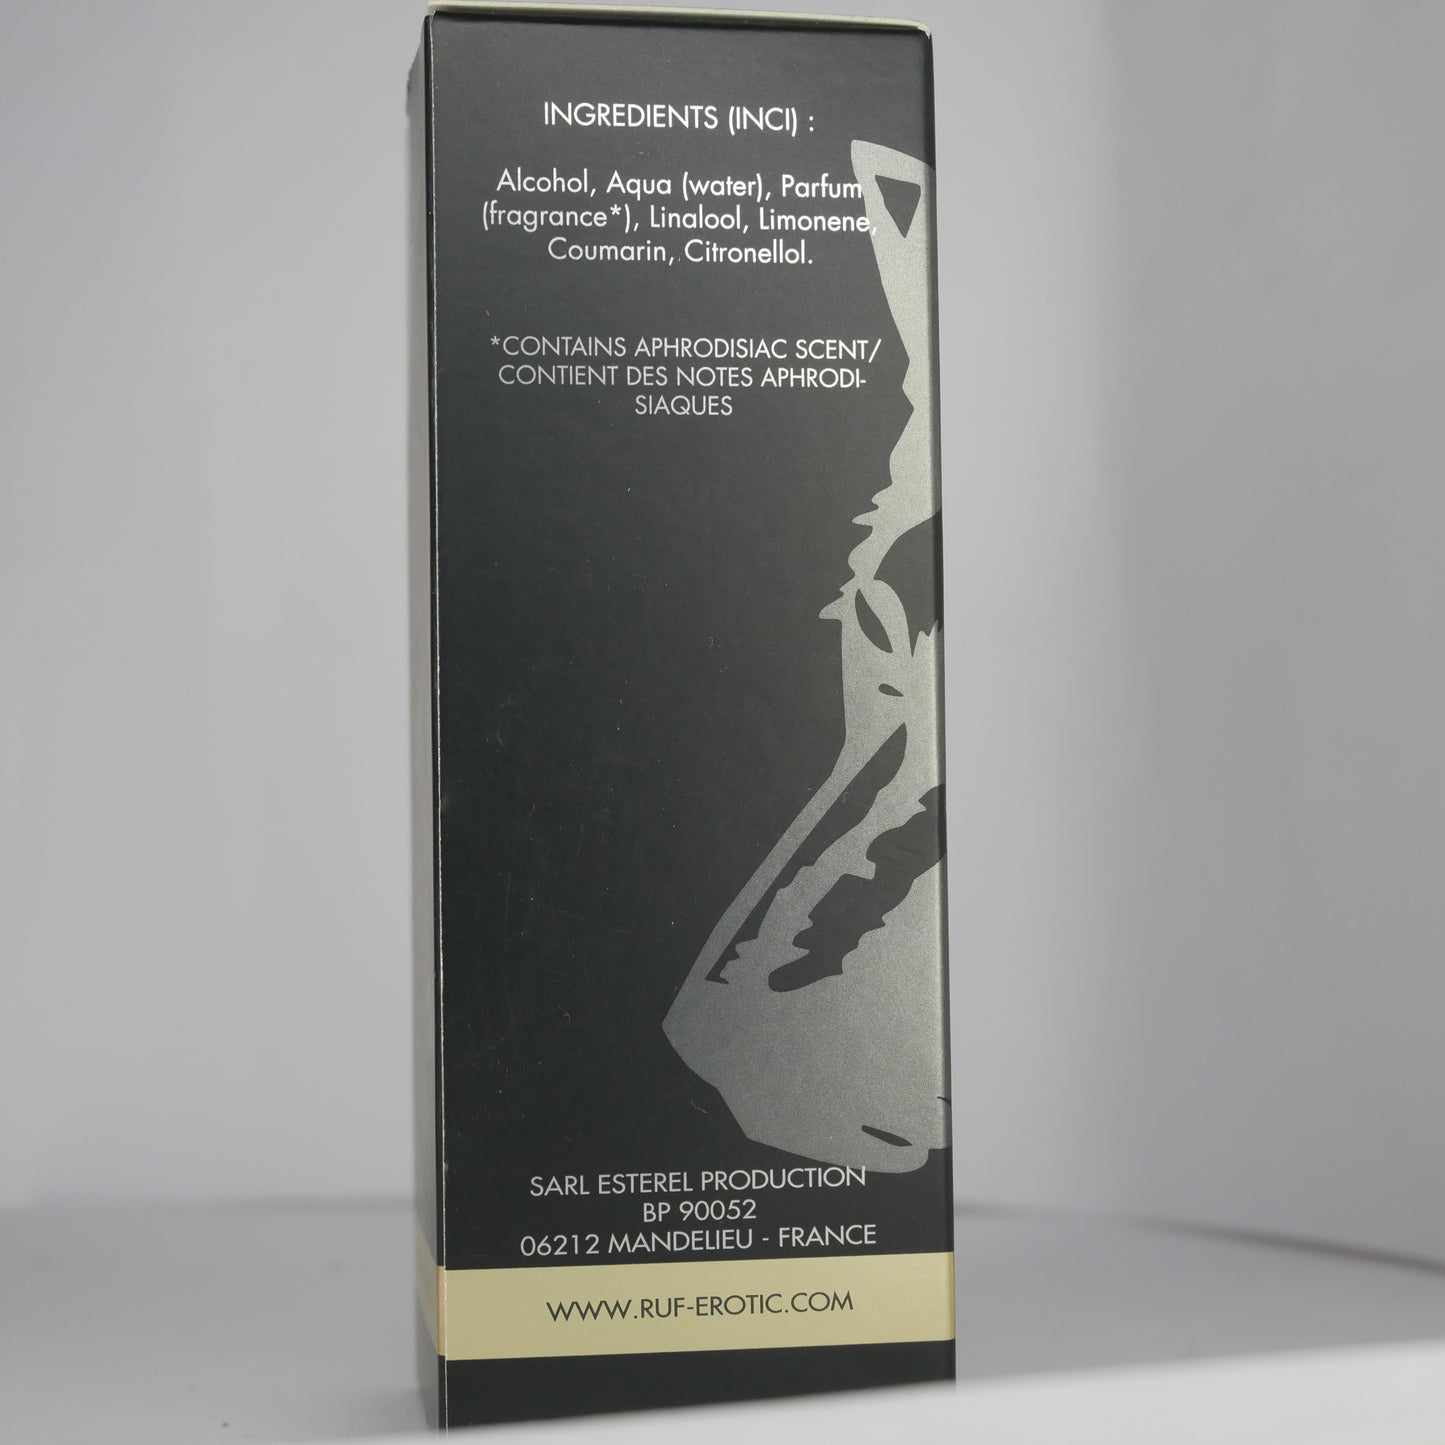 INGREDIENTS (INCI) :
Alcohol, Aqua (water), Parfum
(fragrance*), Linalool, Limonene,
Coumarin, Citronellol.
*CONTAINS APHRODISIAC SCENT/
CONTIENT DES NOTES APHRODI-
SIAQUES
SARL ESTEREL PRODUCTION
BP 90052
06212 MANDELIEU - FRANCE
WWW.RUF-EROTIC.COM